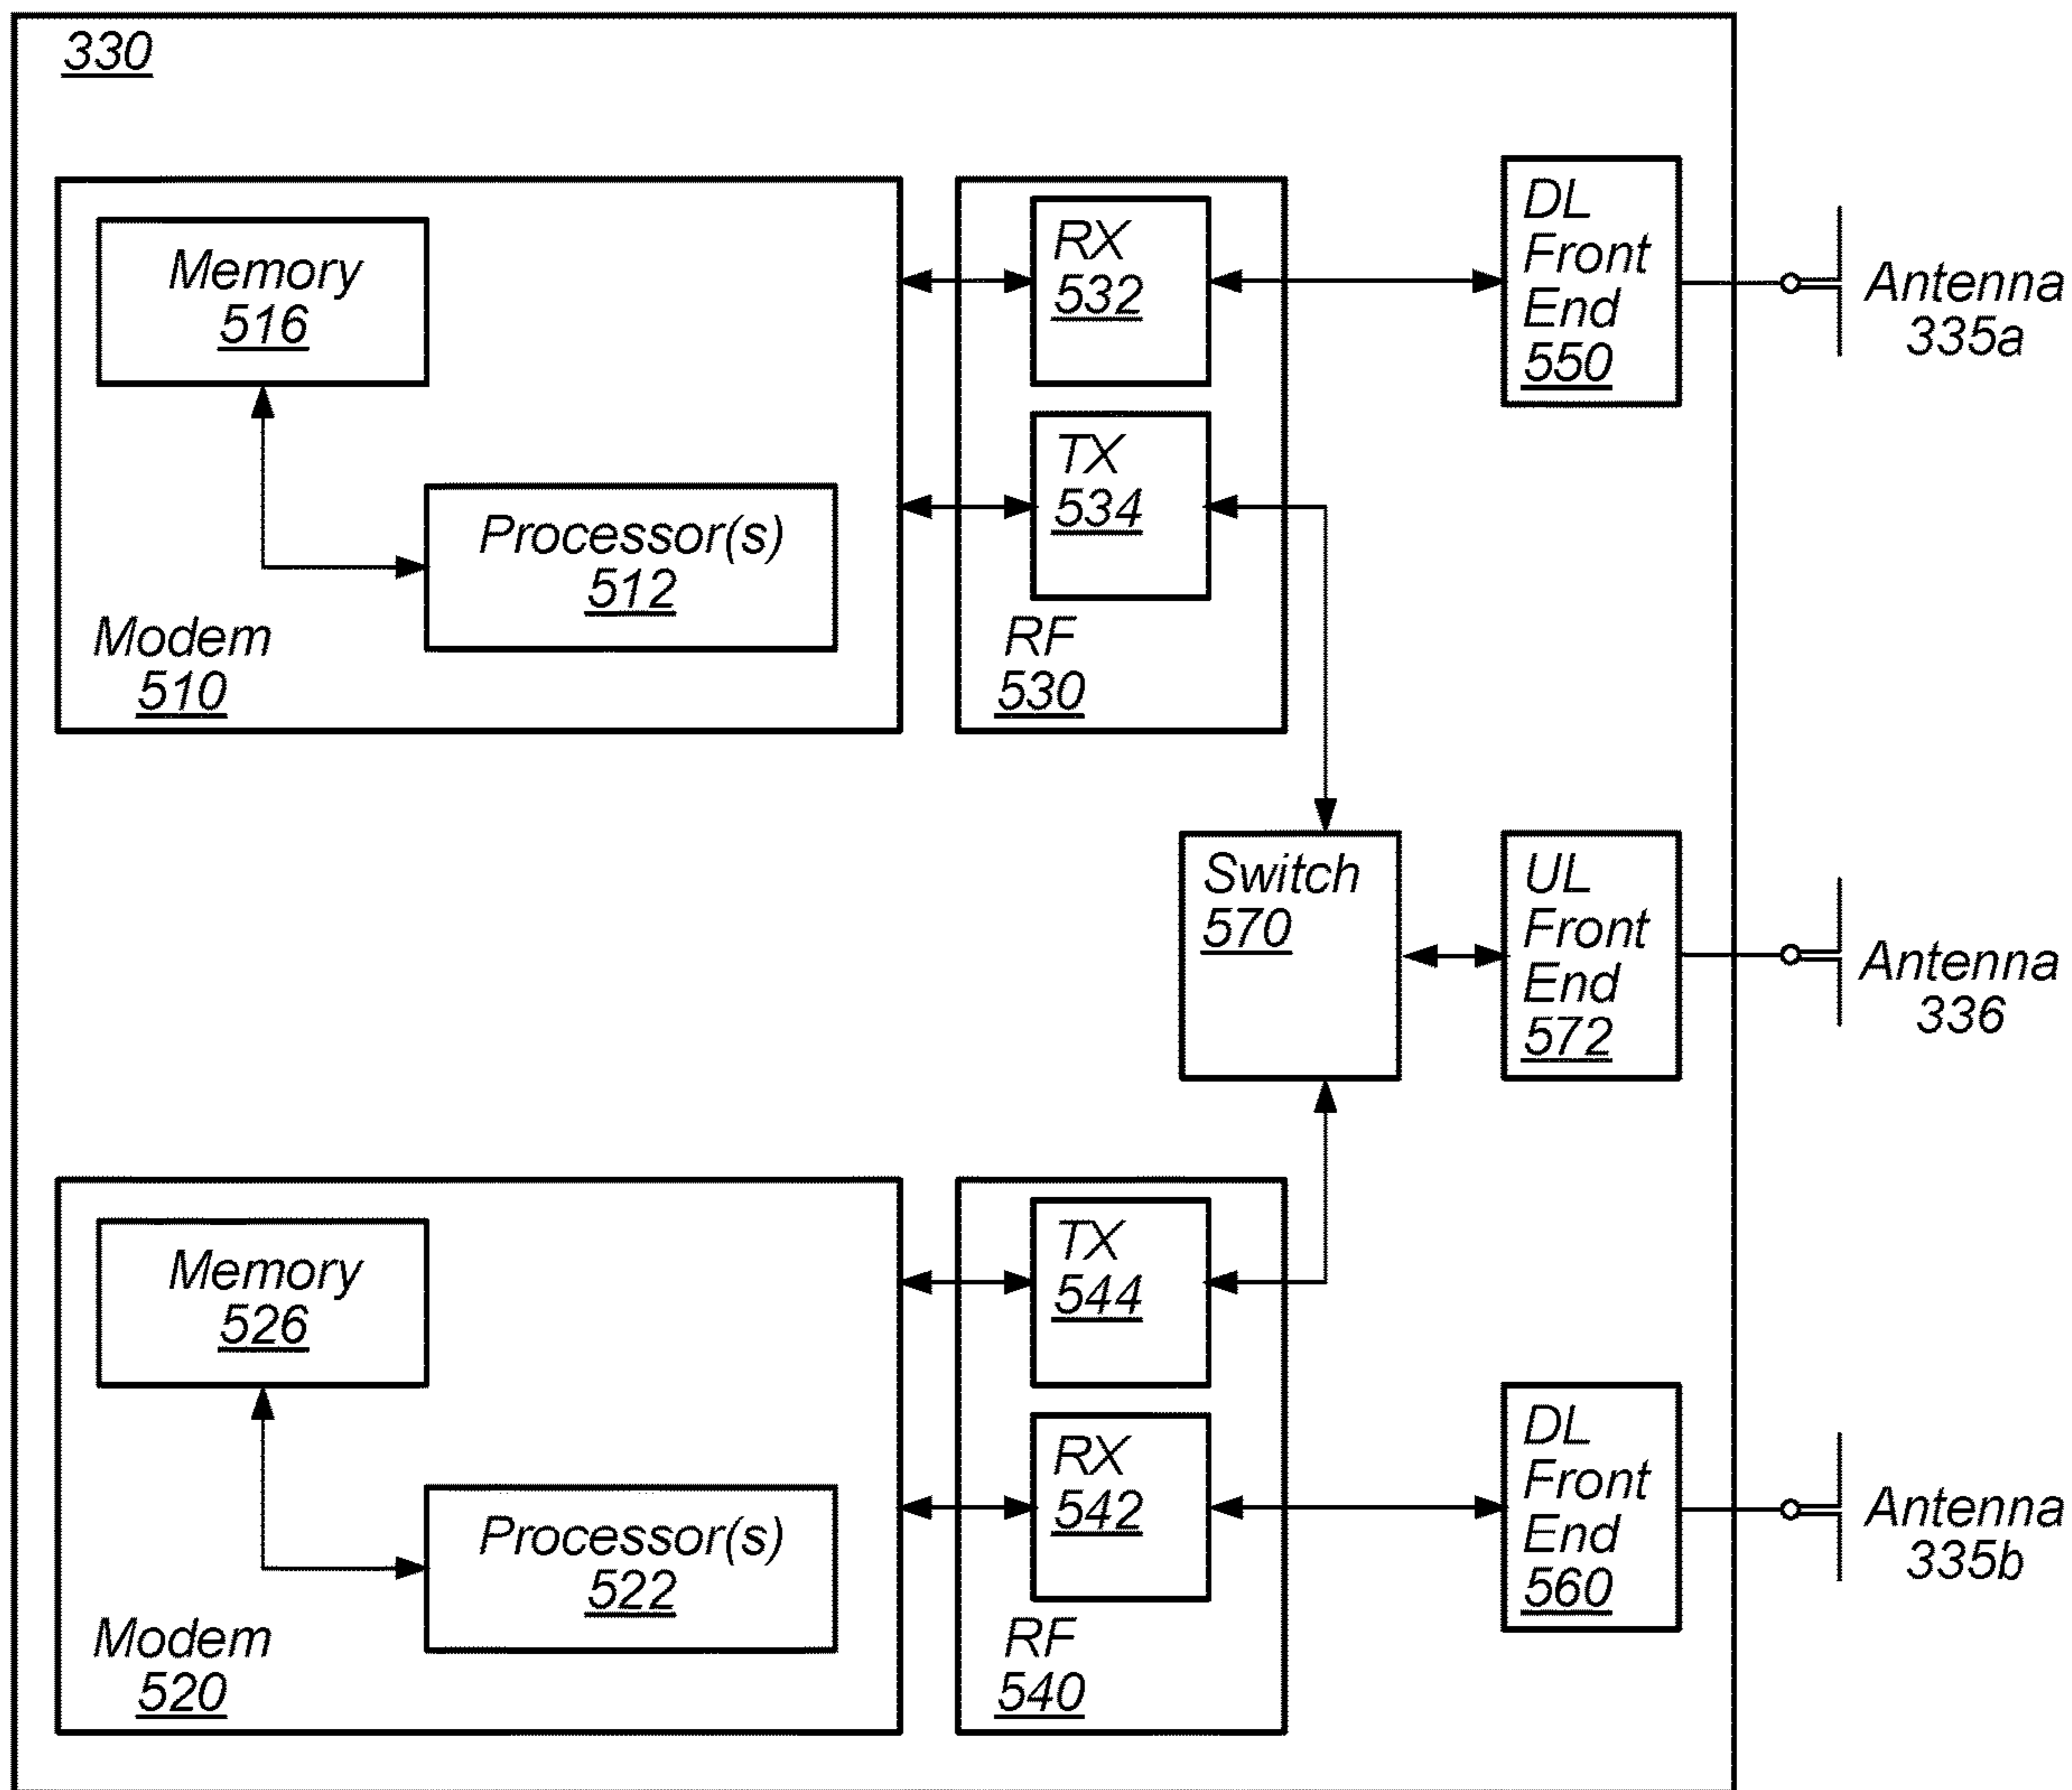 330
Memory
516
Processor(s)
512
Modem
510
RX
532
TX
534
RF
530
DL
Front
End
550
Antenna
335a
Switch
570
UL
Front
End
572
Antenna
336
Memory
526
Processor(s)
522
Modem
520
TX
544
RX
542
RF
540
DL
Front
End
560
Antenna
335b